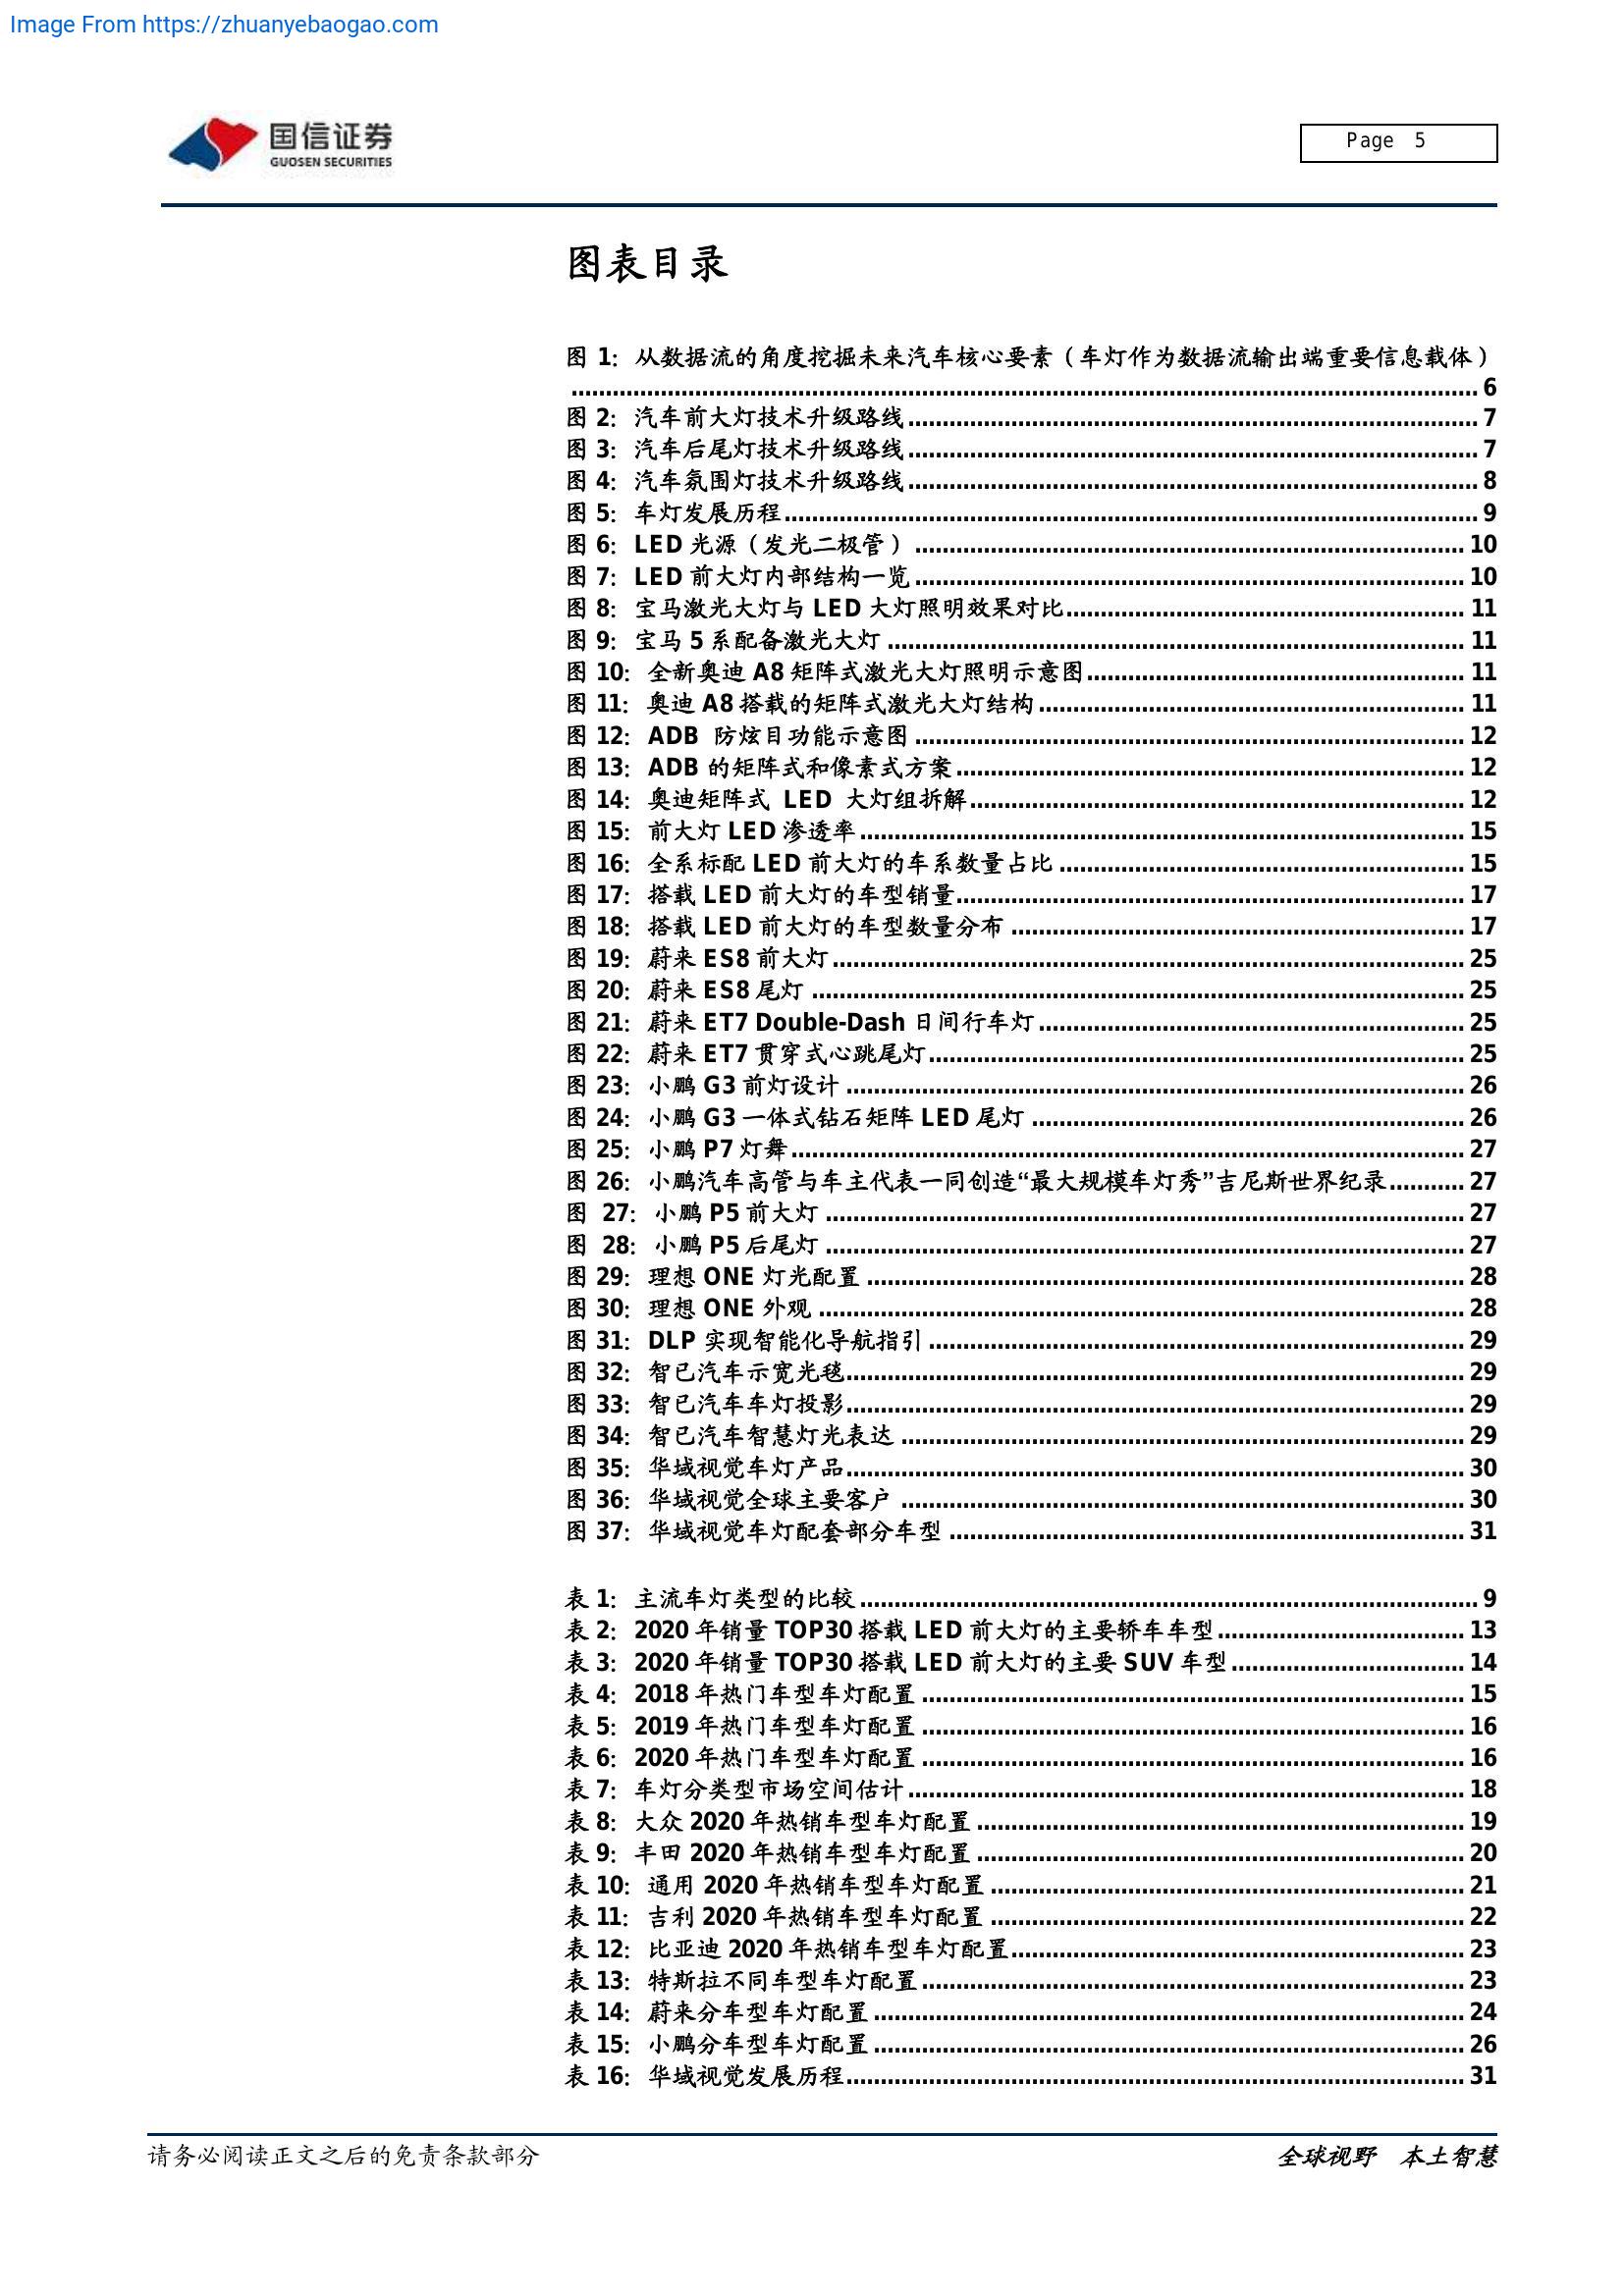 Image From https://zhuanyebaogao.com
国信证券
GUOSEN SECURITIES
Page 5
图表目录
图 1：从数据流的角度挖掘未来汽车核心要素（车灯作为数据流输出端重要信息载体）
........ 6
图 2：汽车前大灯技术升级路线........ 7
图 3：汽车后尾灯技术升级路线........ 7
图 4：汽车氛围灯技术升级路线........ 8
图 5：车灯发展历程........ 9
图 6：LED 光源（发光二极管）........ 10
图 7：LED 前大灯内部结构一览........ 10
图 8：宝马激光大灯与 LED 大灯照明效果对比........ 11
图 9：宝马 5 系配备激光大灯........ 11
图 10：全新奥迪 A8 矩阵式激光大灯照明示意图........ 11
图 11：奥迪 A8 搭载的矩阵式激光大灯结构........ 11
图 12：ADB 防炫目功能示意图........ 12
图 13：ADB 的矩阵式和像素式方案........ 12
图 14：奥迪矩阵式 LED 大灯组拆解........ 12
图 15：前大灯 LED 渗透率........ 15
图 16：全系标配 LED 前大灯的车系数量占比........ 15
图 17：搭载 LED 前大灯的车型销量........ 17
图 18：搭载 LED 前大灯的车型数量分布........ 17
图 19：蔚来 ES8 前大灯........ 25
图 20：蔚来 ES8 尾灯........ 25
图 21：蔚来 ET7 Double-Dash 日间行车灯........ 25
图 22：蔚来 ET7 贯穿式心跳尾灯........ 25
图 23：小鹏 G3 前灯设计........ 26
图 24：小鹏 G3 一体式钻石矩阵 LED 尾灯........ 26
图 25：小鹏 P7 灯舞........ 27
图 26：小鹏汽车高管与车主代表一同创造“最大规模车灯秀”吉尼斯世界纪录........ 27
图 27：小鹏 P5 前大灯........ 27
图 28：小鹏 P5 后尾灯........ 27
图 29：理想 ONE 灯光配置........ 28
图 30：理想 ONE 外观........ 28
图 31：DLP 实现智能化导航指引........ 29
图 32：智已汽车示宽光毯........ 29
图 33：智已汽车车灯投影........ 29
图 34：智已汽车智慧灯光表达........ 29
图 35：华域视觉车灯产品........ 30
图 36：华域视觉全球主要客户........ 30
图 37：华域视觉车灯配套部分车型........ 31
表 1：主流车灯类型的比较........ 9
表 2：2020 年销量 TOP30 搭载 LED 前大灯的主要轿车车型........ 13
表 3：2020 年销量 TOP30 搭载 LED 前大灯的主要 SUV 车型........ 14
表 4：2018 年热门车型车灯配置........ 15
表 5：2019 年热门车型车灯配置........ 16
表 6：2020 年热门车型车灯配置........ 16
表 7：车灯分类型市场空间估计........ 18
表 8：大众 2020 年热销车型车灯配置........ 19
表 9：丰田 2020 年热销车型车灯配置........ 20
表 10：通用 2020 年热销车型车灯配置........ 21
表 11：吉利 2020 年热销车型车灯配置........ 22
表 12：比亚迪 2020 年热销车型车灯配置........ 23
表 13：特斯拉不同车型车灯配置........ 23
表 14：蔚来分车型车灯配置........ 24
表 15：小鹏分车型车灯配置........ 26
表 16：华域视觉发展历程........ 31
请务必阅读正文之后的免责条款部分
全球视野 本土智慧